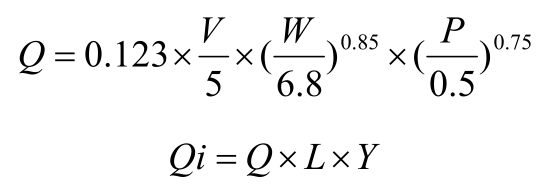 Q = 0.123 × V/5 × (W/6.8)^0.85 × (P/0.5)^0.75
Qi = Q × L × Y